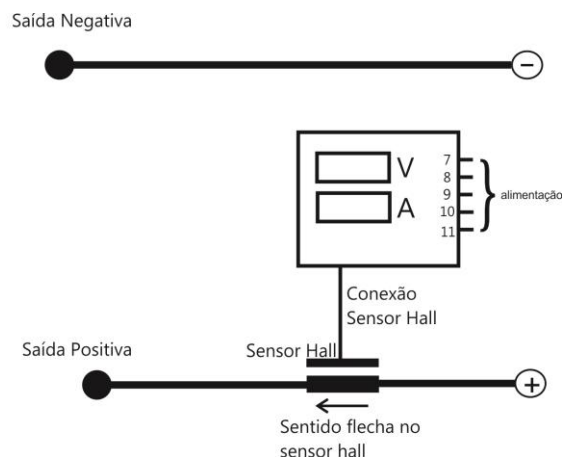 Saída Negativa
−
V
A
7
8
9
10
11
alimentação
Conexão
Sensor Hall
Sensor Hall
Saída Positiva
+
Sentido flecha no
sensor hall